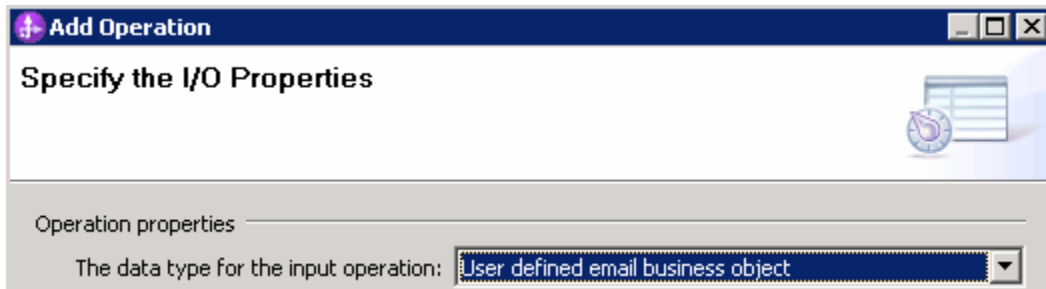 Add Operation
Specify the I/O Properties
Operation properties
The data type for the input operation: User defined email business object